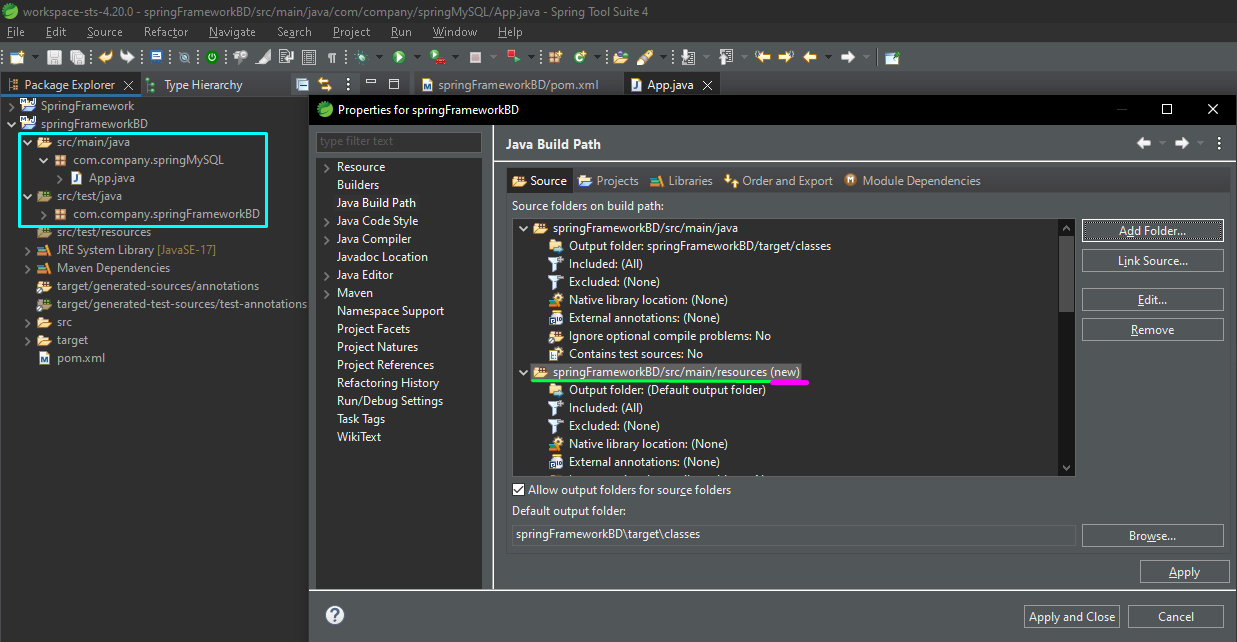 workspace-sts-4.20.0 - springFrameworkBD/src/main/java/com/company/springMySQL/App.java - Spring Tool Suite 4
File Edit Source Refactor Navigate Search Project Run Window Help
Package Explorer
Type Hierarchy
springFrameworkBD/pom.xml
App.java
SpringFramework
springFrameworkBD
src/main/java
com.company.springMySQL
App.java
src/test/java
com.company.springFrameworkBD
src/test/resources
JRE System Library [JavaSE-17]
Maven Dependencies
target/generated-sources/annotations
target/generated-test-sources/test-annotations
src
target
pom.xml
Properties for springFrameworkBD
type filter text
Resource
Builders
Java Build Path
Java Code Style
Java Compiler
Javadoc Location
Java Editor
Maven
Namespace Support
Project Facets
Project Natures
Project References
Refactoring History
Run/Debug Settings
Task Tags
WikiText
Java Build Path
Source Projects Libraries Order and Export Module Dependencies
Source folders on build path:
springFrameworkBD/src/main/java
Output folder: springFrameworkBD/target/classes
Included: (All)
Excluded: (None)
Native library location: (None)
External annotations: (None)
Ignore optional compile problems: No
Contains test sources: No
springFrameworkBD/src/main/resources (new)
Output folder: (Default output folder)
Included: (All)
Excluded: (None)
Native library location: (None)
External annotations: (None)
Add Folder...
Link Source...
Edit...
Remove
Allow output folders for source folders
Default output folder:
springFrameworkBD\target\classes
Browse...
Apply
Apply and Close
Cancel